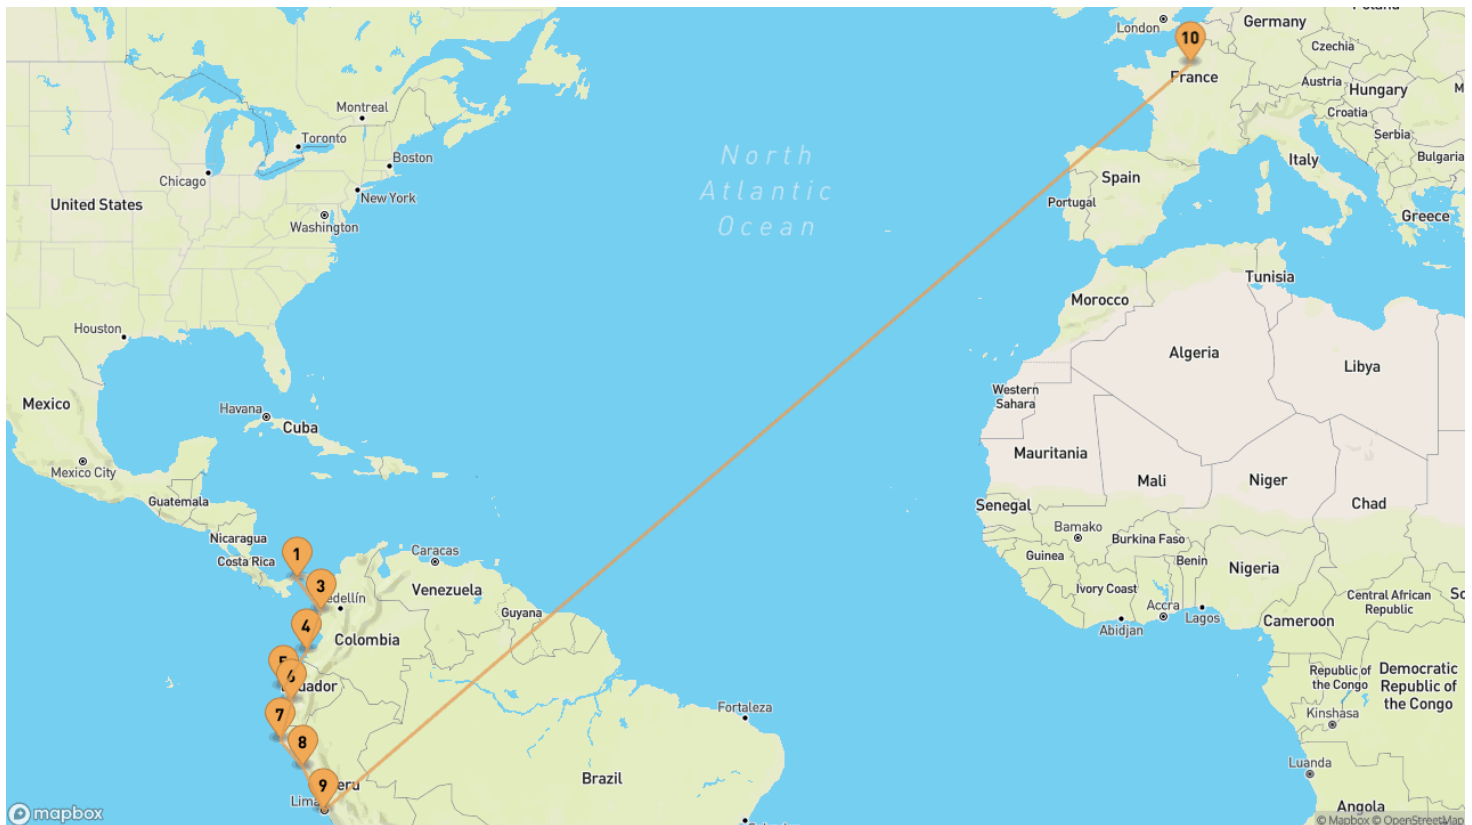 London
10
Germany
Czechia
France
Austria
Hungary
Croatia
Serbia
Bulgaria
Italy
Montreal
Toronto
Boston
Chicago
New York
United States
Washington
North
Atlantic
Ocean
Spain
Portugal
Greece
Tunisia
Morocco
Houston
Algeria
Libya
Western
Sahara
Mexico
Havana
Cuba
Mauritania
Mexico City
Mali
Niger
Chad
Guatemala
Senegal
Nicaragua
Bamako
Burkina Faso
Costa Rica
1
Caracas
Guinea
Benin
Nigeria
3
edellín
Venezuela
Ivory Coast
Central African
Republic
Guyana
Accra
Lagos
4
Colombia
Abidjan
Cameroon
5
6
uador
Republic of
the Congo
Democratic
Republic of
the Congo
7
Fortaleza
Kinshasa
8
Luanda
9
eru
Brazil
Lima
Angola
mapbox
© Mapbox © OpenStreetMap